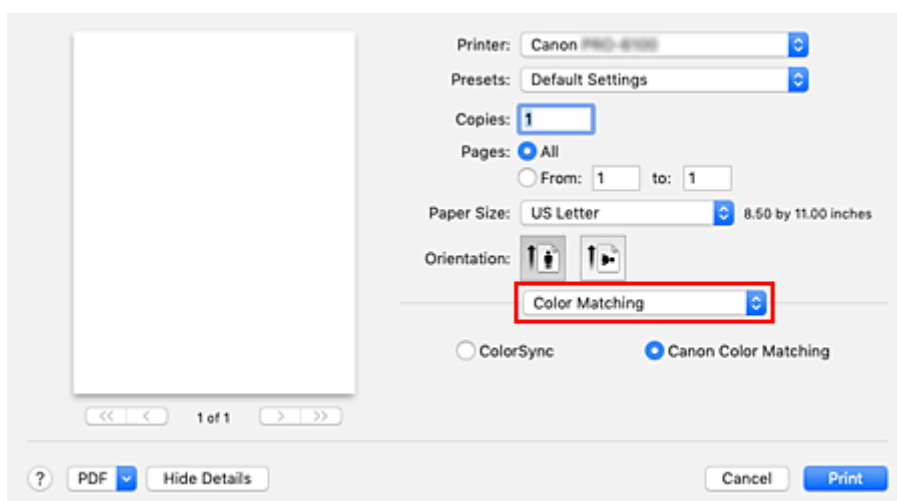 Printer: Canon
Presets: Default Settings
Copies: 1
Pages: All
From: 1 to: 1
Paper Size: US Letter 8.50 by 11.00 inches
Orientation:
Color Matching
ColorSync Canon Color Matching
<< < 1 of 1 > >>
? PDF Hide Details Cancel Print